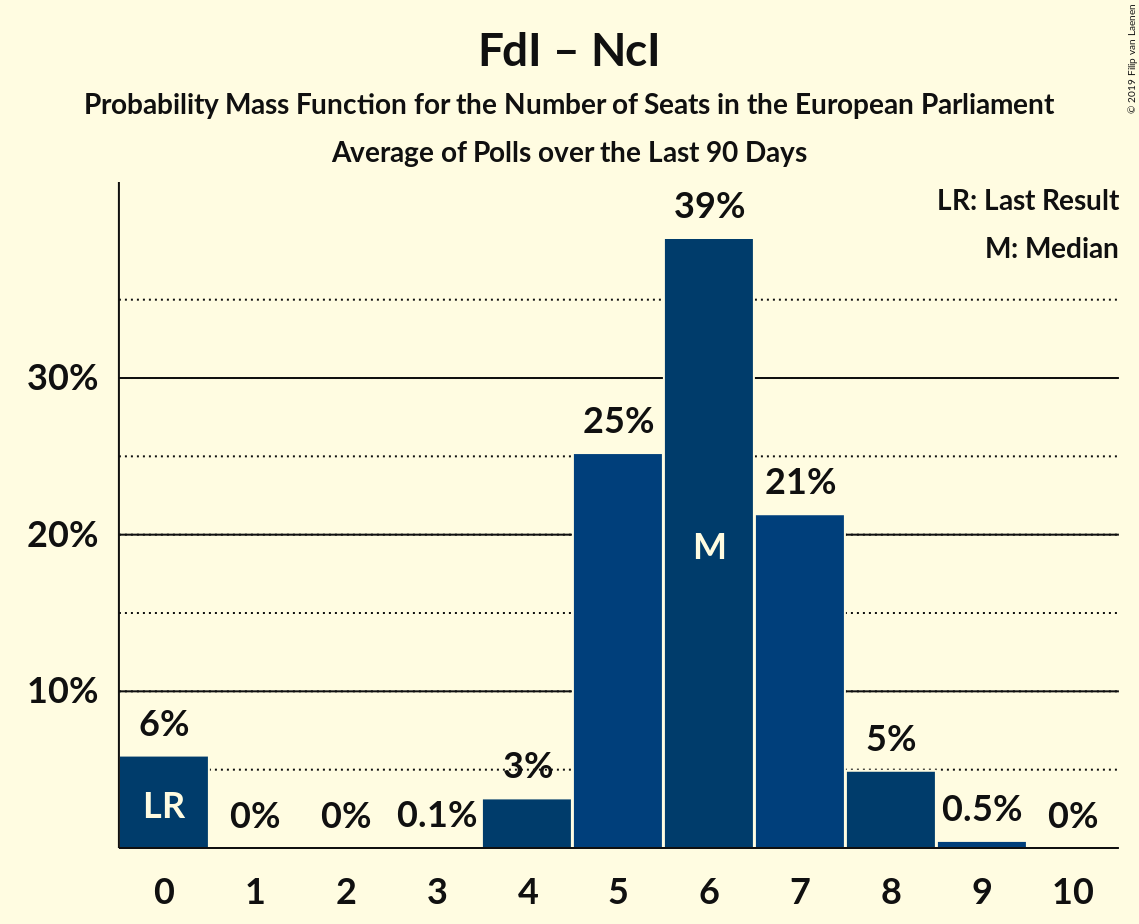 FdI – NcI
Probability Mass Function for the Number of Seats in the European Parliament
Average of Polls over the Last 90 Days
© 2019 Filip van Laenen
LR: Last Result
M: Median
39%
30%
25%
21%
20%
M
10%
6%
5%
3%
LR
0%
0%
0.1%
0.5%
0%
0 1 2 3 4 5 6 7 8 9 10